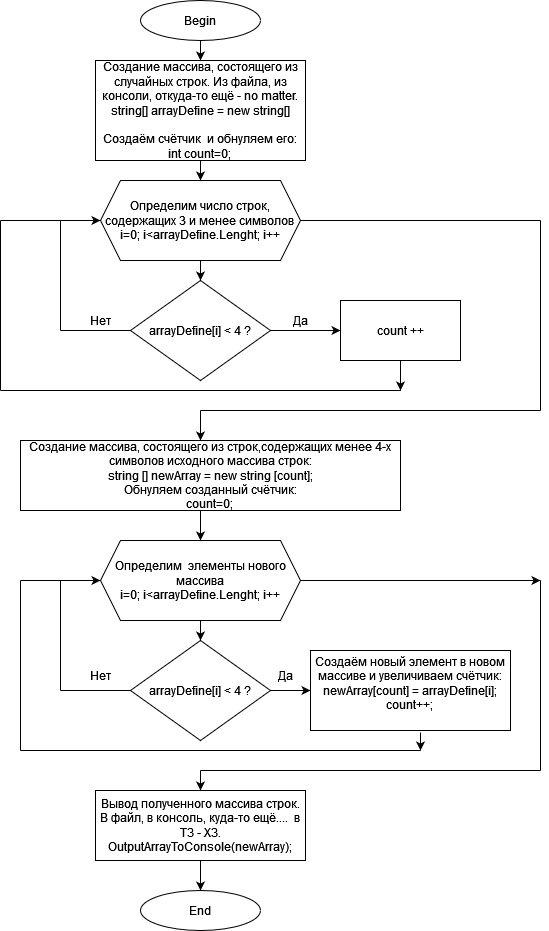 Begin
Создание массива, состоящего из
случайных строк. Из файла, из
консоли, откуда-то ещё - no matter.
string[] arrayDefine = new string[]
Создаём счётчик и обнуляем его:
int count=0;
Определим число строк,
содержащих 3 и менее символов
i=0; i<arrayDefine.Lenght; i++
Нет
arrayDefine[i] < 4 ?
Да
count ++
Создание массива, состоящего из строк,содержащих менее 4-х
символов исходного массива строк:
string [] newArray = new string [count];
Обнуляем созданный счётчик:
count=0;
Определим элементы нового
массива
i=0; i<arrayDefine.Lenght; i++
Нет
arrayDefine[i] < 4 ?
Да
Создаём новый элемент в новом
массиве и увеличиваем счётчик:
newArray[count] = arrayDefine[i];
count++;
Вывод полученного массива строк.
В файл, в консоль, куда-то ещё.... в
ТЗ - ХЗ.
OutputArrayToConsole(newArray);
End